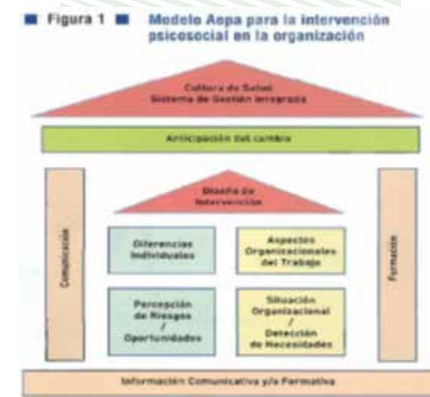 Figura 1 Modelo Aopa para la intervención
psicosocial en la organización
Cultura de Salud
Sistema de Gestión Integrada
Anticipación del cambio
Comunicación
Diseño de
Intervención
Formación
Diferencias
Individuales
Aspectos
Organizacionales
del Trabajo
Percepción
de Riesgos
/
Oportunidades
Situación
Organizacional
/
Detección
de Necesidades
Información Comunicativa y/o Formativa